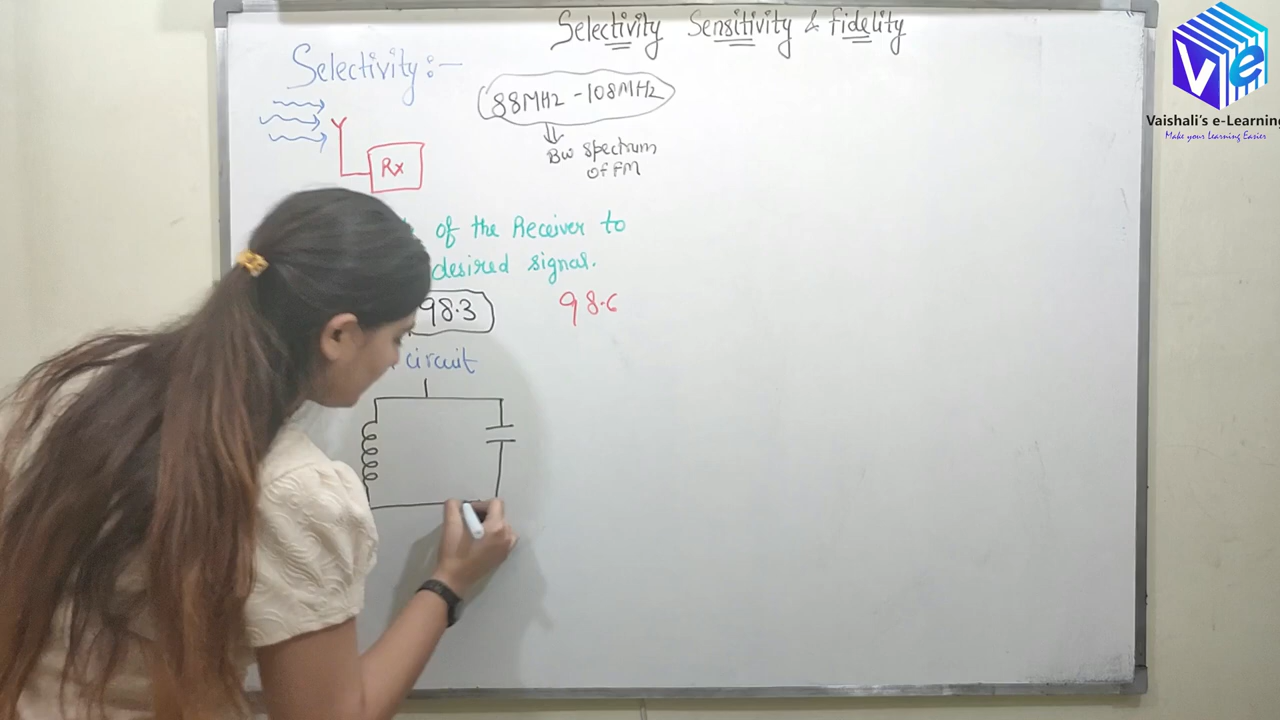 Selectivity Sensitivity & fidelity
Selectivity :-
88MHz - 108MHz
BW spectrum
of FM
Rx
of the Receiver to
desired signal.
98.3
98.6
circuit
Ve
Vaishali's e-Learning
Make your Learning Easier